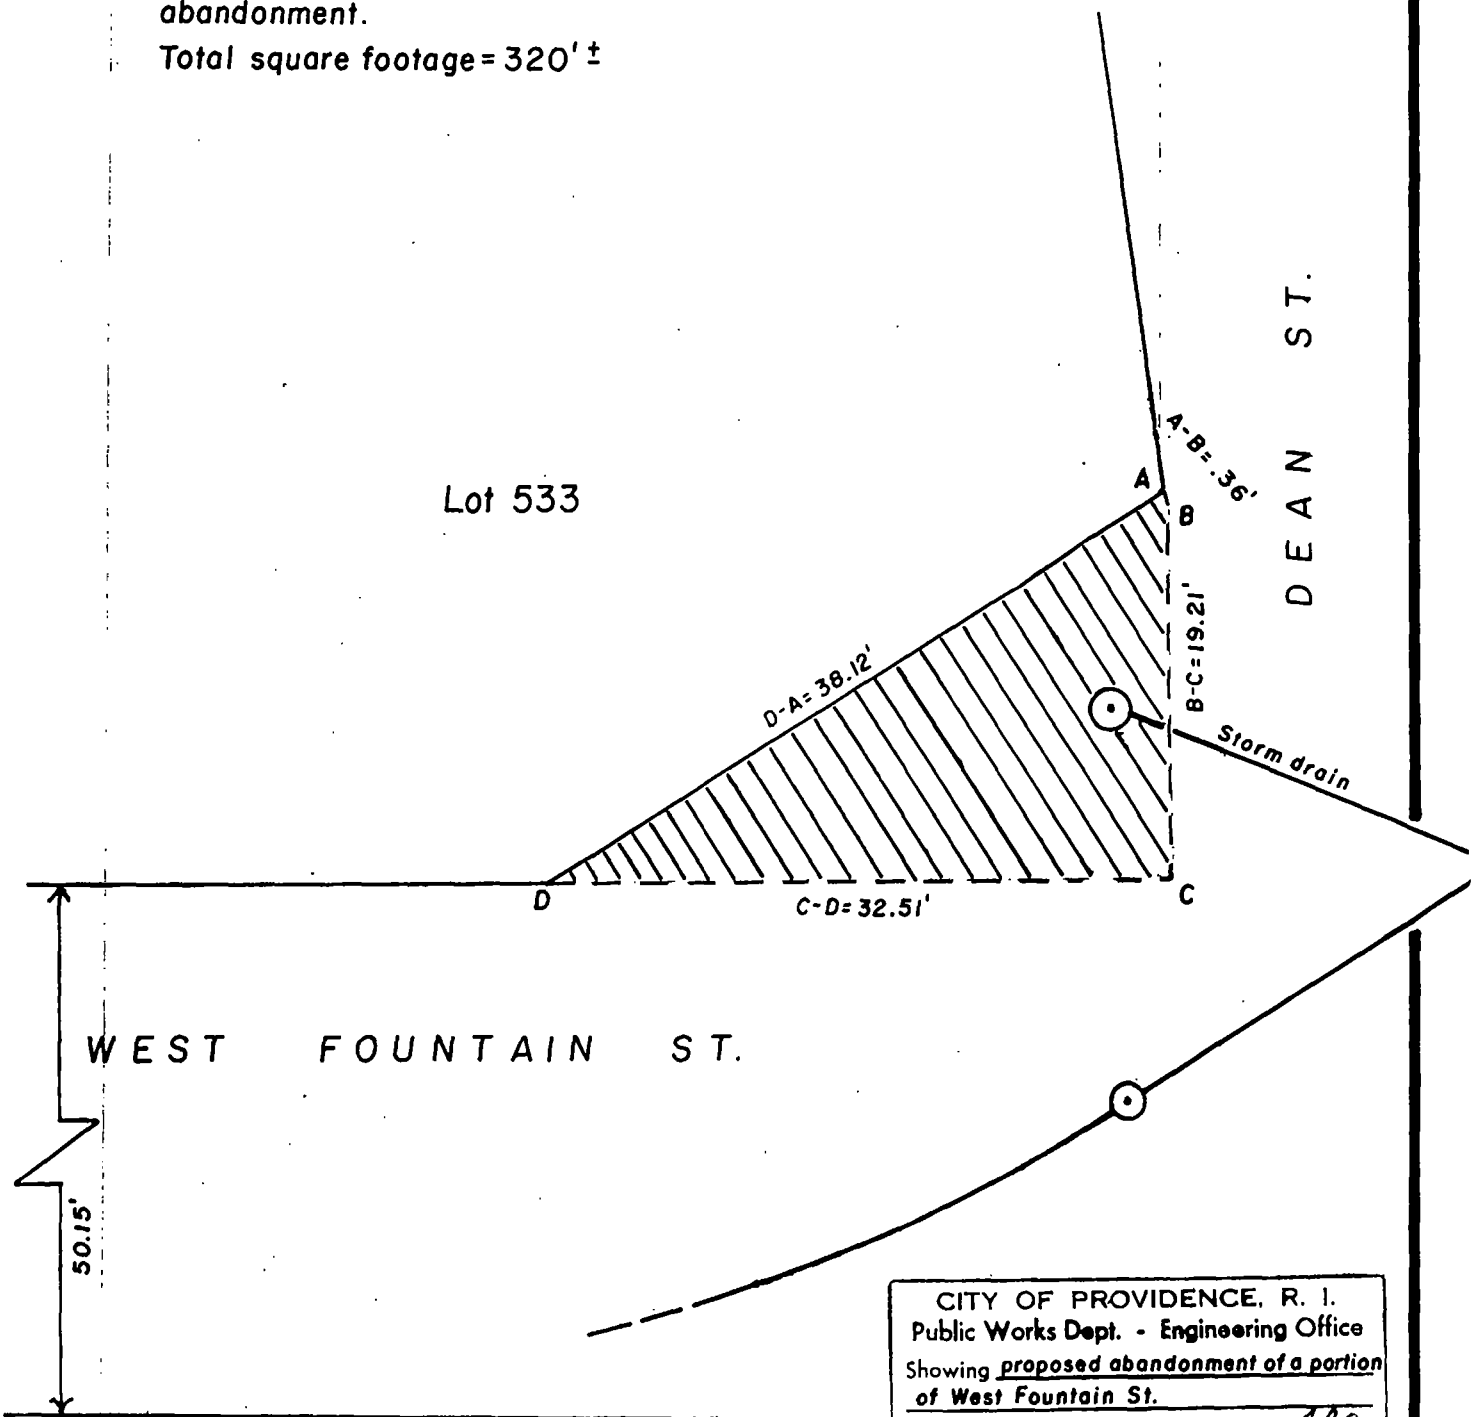 abandonment.
Total square footage = 320' ±
DEAN ST.
A-B = .36'
A
B
Lot 533
B-C = 19.21'
D-A = 38.12'
Storm drain
D
C
C-D = 32.51'
WEST FOUNTAIN ST.
50.15'
CITY OF PROVIDENCE, R. I.
Public Works Dept. - Engineering Office
Showing proposed abandonment of a portion
of West Fountain St.